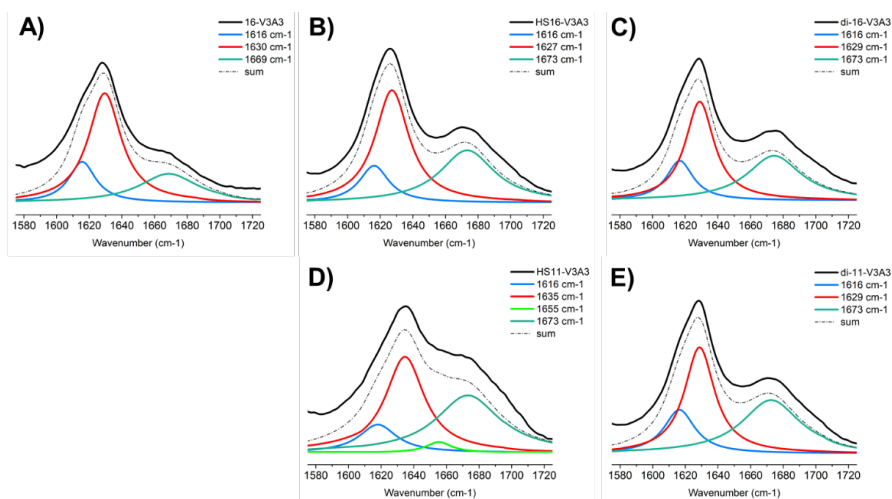 A)
16-V3A3
1616 cm-1
1630 cm-1
1669 cm-1
sum
1580 1600 1620 1640 1660 1680 1700 1720
Wavenumber (cm-1)
B)
HS16-V3A3
1616 cm-1
1627 cm-1
1673 cm-1
sum
1580 1600 1620 1640 1660 1680 1700 1720
Wavenumber (cm-1)
C)
di-16-V3A3
1616 cm-1
1629 cm-1
1673 cm-1
sum
1580 1600 1620 1640 1660 1680 1700 1720
Wavenumber (cm-1)
D)
HS11-V3A3
1616 cm-1
1635 cm-1
1655 cm-1
1673 cm-1
sum
1580 1600 1620 1640 1660 1680 1700 1720
Wavenumber (cm-1)
E)
di-11-V3A3
1616 cm-1
1629 cm-1
1673 cm-1
sum
1580 1600 1620 1640 1660 1680 1700 1720
Wavenumber (cm-1)